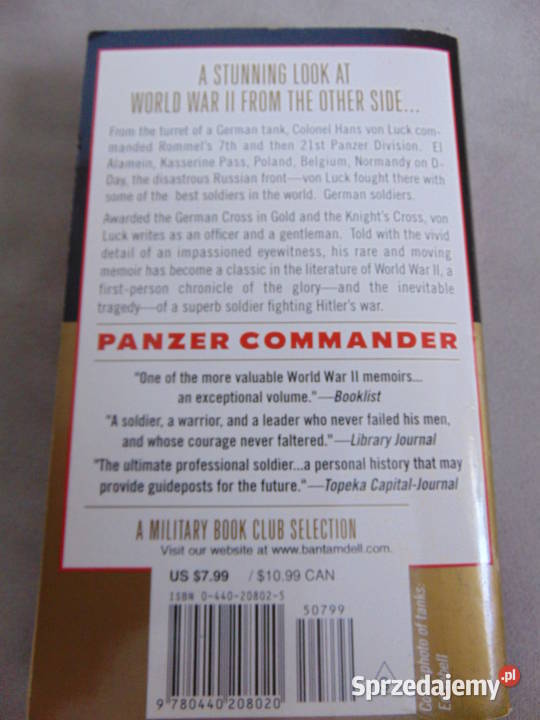 A STUNNING LOOK AT
WORLD WAR II FROM THE OTHER SIDE...
From the turret of a German tank, Colonel Hans von Luck com-
manded Rommel's 7th and then 21st Panzer Division. El
Alamein, Kasserine Pass, Poland, Belgium, Normandy on D-
Day, the disastrous Russian front—von Luck fought there with
some of the best soldiers in the world. German soldiers.
Awarded the German Cross in Gold and the Knight's Cross, von
Luck writes as an officer and a gentleman. Told with the vivid
detail of an impassioned eyewitness, his rare and moving
memoir has become a classic in the literature of World War II, a
first-person chronicle of the glory—and the inevitable
tragedy—of a superb soldier fighting Hitler's war.
PANZER COMMANDER
"One of the more valuable World War II memoirs...
an exceptional volume."—Booklist
"A soldier, a warrior, and a leader who never failed his men,
and whose courage never faltered."—Library Journal
"The ultimate professional soldier...a personal history that may
provide guideposts for the future."—Topeka Capital-Journal
A MILITARY BOOK CLUB SELECTION
Visit our website at www.bantamdell.com.
US $7.99 / $10.99 CAN
ISBN 0-440-20802-5
50799
9 780440 208020
photo of tanks:
Sprzedajemy.pl